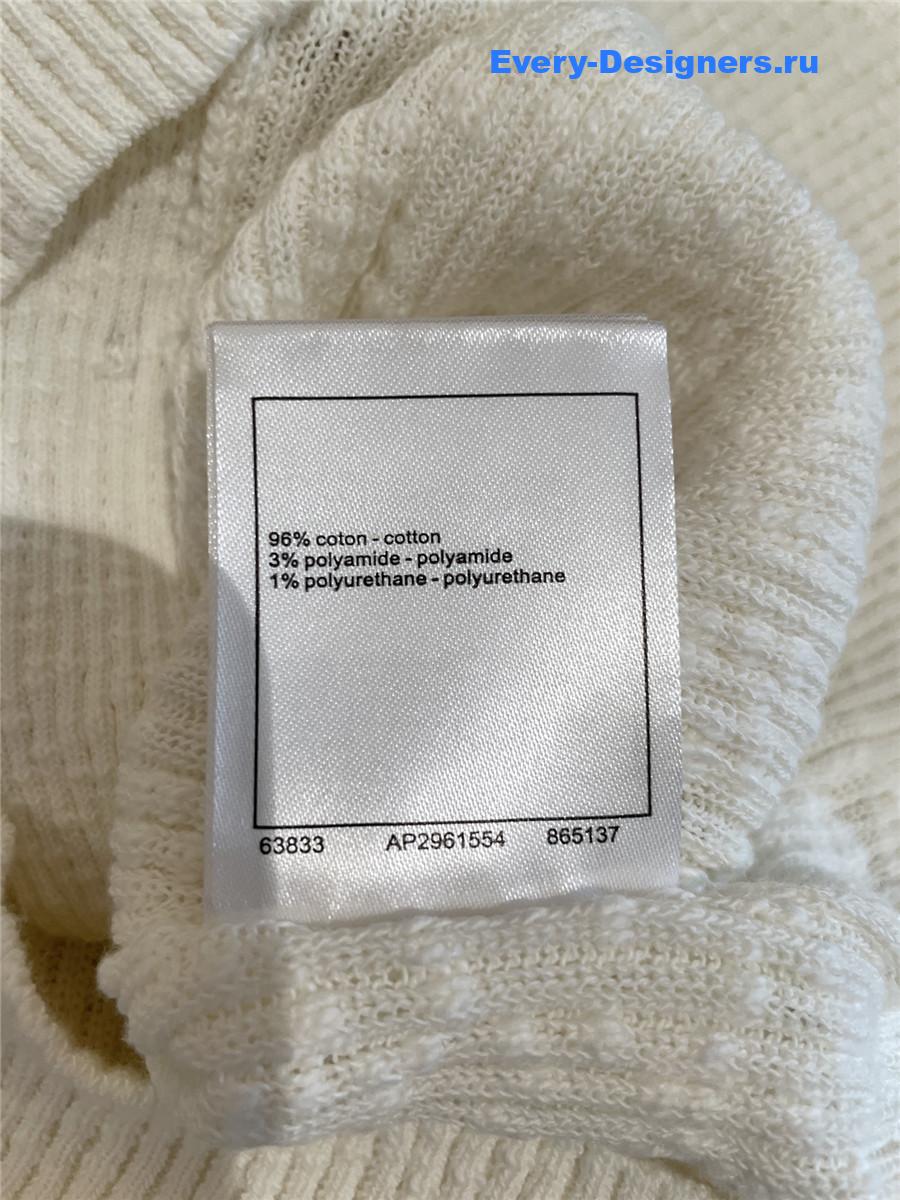 Every-Designers.ru
96% coton - cotton
3% polyamide - polyamide
1% polyurethane - polyurethane
63833 AP2961554 865137